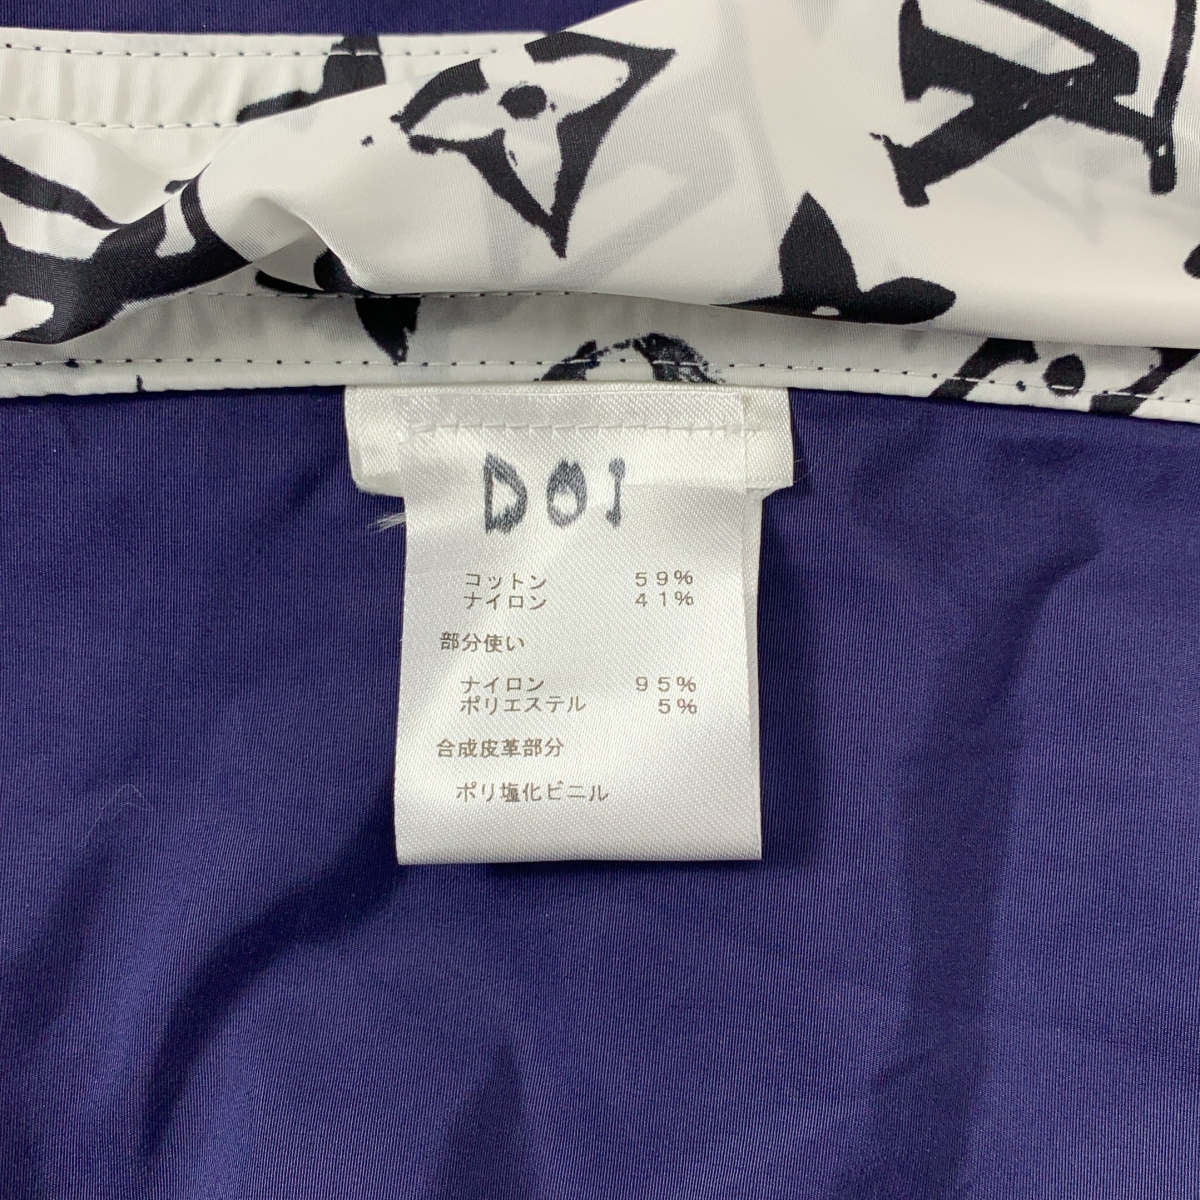 DOI
コットン 59%
ナイロン 41%
部分使い
ナイロン 95%
ポリエステル 5%
合成皮革部分
ポリ塩化ビニル